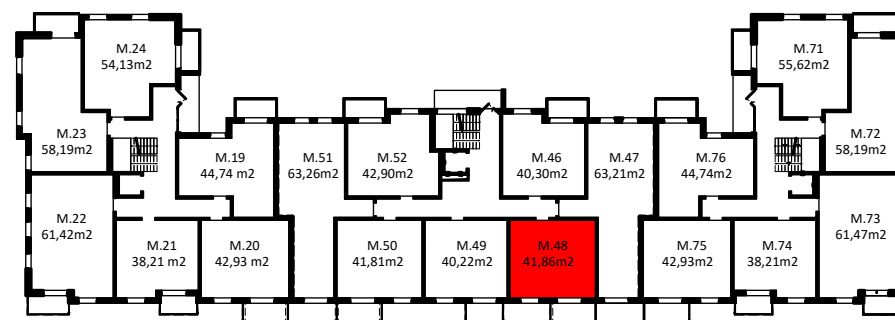 M.24
54,13m2
M.71
55,62m2
M.23
58,19m2
M.72
58,19m2
M.19
44,74 m2
M.51
63,26m2
M.52
42,90m2
M.46
40,30m2
M.47
63,21m2
M.76
44,74m2
M.22
61,42m2
M.73
61,47m2
M.21
38,21 m2
M.20
42,93 m2
M.50
41,81m2
M.49
40,22m2
M.48
41,86m2
M.75
42,93m2
M.74
38,21m2